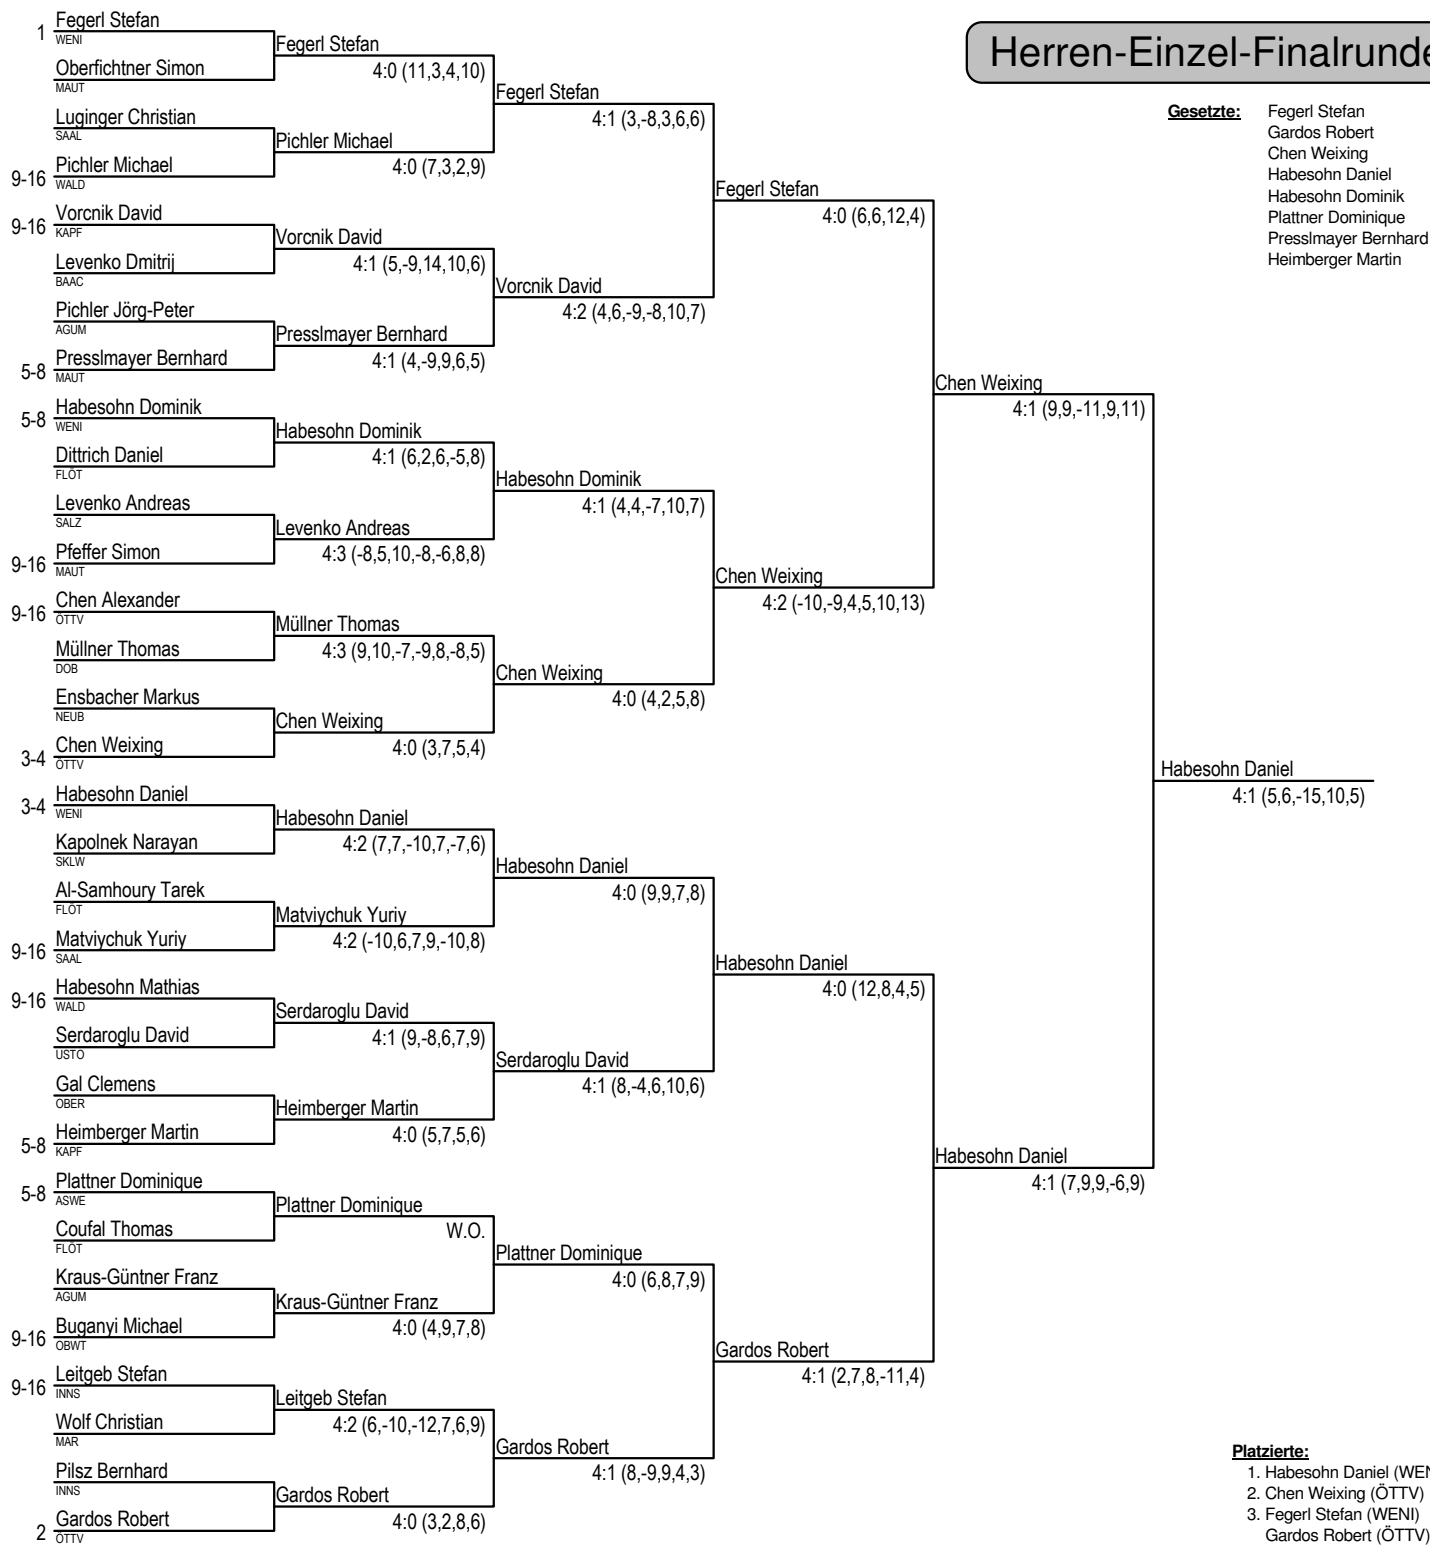 Herren-Einzel-Finalrunde
Gesetzte: Fegerl Stefan
Gardos Robert
Chen Weixing
Habesohn Daniel
Habesohn Dominik
Plattner Dominique
Presslmayer Bernhard
Heimberger Martin
1 Fegerl Stefan
WENI
Oberfichtner Simon
MAUT
Luginger Christian
SAAL
9-16 Pichler Michael
WALD
9-16 Vorcnik David
KAPF
Levenko Dmitrij
BAAC
Pichler Jörg-Peter
AGUM
5-8 Presslmayer Bernhard
MAUT
5-8 Habesohn Dominik
WENI
Dittrich Daniel
FLÖT
Levenko Andreas
SALZ
9-16 Pfeffer Simon
MAUT
9-16 Chen Alexander
ÖTTV
Müllner Thomas
DOB
Ensbacher Markus
NEUB
3-4 Chen Weixing
ÖTTV
3-4 Habesohn Daniel
WENI
Kapolnek Narayan
SKLW
Al-Samhoury Tarek
FLÖT
9-16 Matviychuk Yuriy
SAAL
9-16 Habesohn Mathias
WALD
Serdaroglu David
USTO
Gal Clemens
OBER
5-8 Heimberger Martin
KAPF
5-8 Plattner Dominique
ASWE
Coufal Thomas
FLÖT
Kraus-Güntner Franz
AGUM
9-16 Buganyi Michael
OBWT
9-16 Leitgeb Stefan
INNS
Wolf Christian
MAR
Pilsz Bernhard
INNS
2 Gardos Robert
ÖTTV
Fegerl Stefan
4:0 (11,3,4,10)
Pichler Michael
4:0 (7,3,2,9)
Vorcnik David
4:1 (5,-9,14,10,6)
Presslmayer Bernhard
4:1 (4,-9,9,6,5)
Habesohn Dominik
4:1 (6,2,6,-5,8)
Levenko Andreas
4:3 (-8,5,10,-8,-6,8,8)
Müllner Thomas
4:3 (9,10,-7,-9,8,-8,5)
Chen Weixing
4:0 (3,7,5,4)
Habesohn Daniel
4:2 (7,7,-10,7,-7,6)
Matviychuk Yuriy
4:2 (-10,6,7,9,-10,8)
Serdaroglu David
4:1 (9,-8,6,7,9)
Heimberger Martin
4:0 (5,7,5,6)
Plattner Dominique
W.O.
Kraus-Güntner Franz
4:0 (4,9,7,8)
Leitgeb Stefan
4:2 (6,-10,-12,7,6,9)
Gardos Robert
4:0 (3,2,8,6)
Fegerl Stefan
4:1 (3,-8,3,6,6)
Vorcnik David
4:2 (4,6,-9,-8,10,7)
Habesohn Dominik
4:1 (4,4,-7,10,7)
Chen Weixing
4:0 (4,2,5,8)
Habesohn Daniel
4:0 (9,9,7,8)
Serdaroglu David
4:1 (8,-4,6,10,6)
Plattner Dominique
4:0 (6,8,7,9)
Gardos Robert
4:1 (8,-9,9,4,3)
Fegerl Stefan
4:0 (6,6,12,4)
Chen Weixing
4:2 (-10,-9,4,5,10,13)
Habesohn Daniel
4:0 (12,8,4,5)
Gardos Robert
4:1 (2,7,8,-11,4)
Chen Weixing
4:1 (9,9,-11,9,11)
Habesohn Daniel
4:1 (7,9,9,-6,9)
Habesohn Daniel
4:1 (5,6,-15,10,5)
Platzierte:
1. Habesohn Daniel (WEN
2. Chen Weixing (ÖTTV)
3. Fegerl Stefan (WENI)
Gardos Robert (ÖTTV)